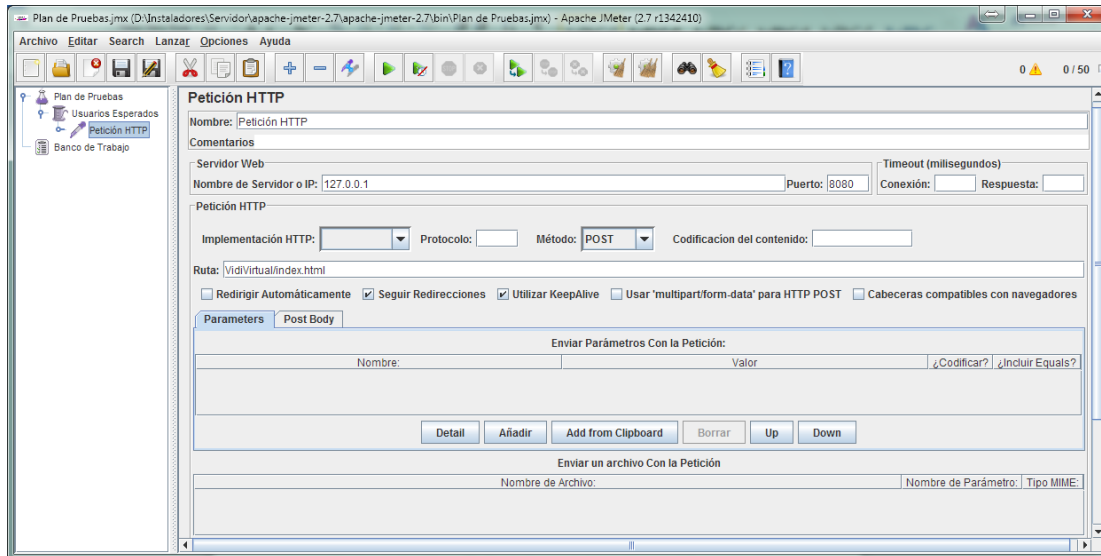 Plan de Pruebas.jmx (D:\Instaladores\Servidor\apache-jmeter-2.7\apache-jmeter-2.7\bin\Plan de Pruebas.jmx) - Apache JMeter (2.7 r1342410)
Archivo Editar Search Lanzar Opciones Ayuda
0 0 / 50
Plan de Pruebas
Usuarios Esperados
Petición HTTP
Banco de Trabajo
Petición HTTP
Nombre: Petición HTTP
Comentarios
Servidor Web
Timeout (milisegundos)
Nombre de Servidor o IP: 127.0.0.1 Puerto: 8080 Conexión: Respuesta:
Petición HTTP
Implementación HTTP: Protocolo: Método: POST Codificacion del contenido:
Ruta: VidiVirtual/index.html
Redirigir Automáticamente Seguir Redirecciones Utilizar KeepAlive Usar 'multipart/form-data' para HTTP POST Cabeceras compatibles con navegadores
Parameters Post Body
Enviar Parámetros Con la Petición:
Nombre: Valor ¿Codificar? ¿Incluir Equals?
Detail Añadir Add from Clipboard Borrar Up Down
Enviar un archivo Con la Petición
Nombre de Archivo: Nombre de Parámetro: Tipo MIME: